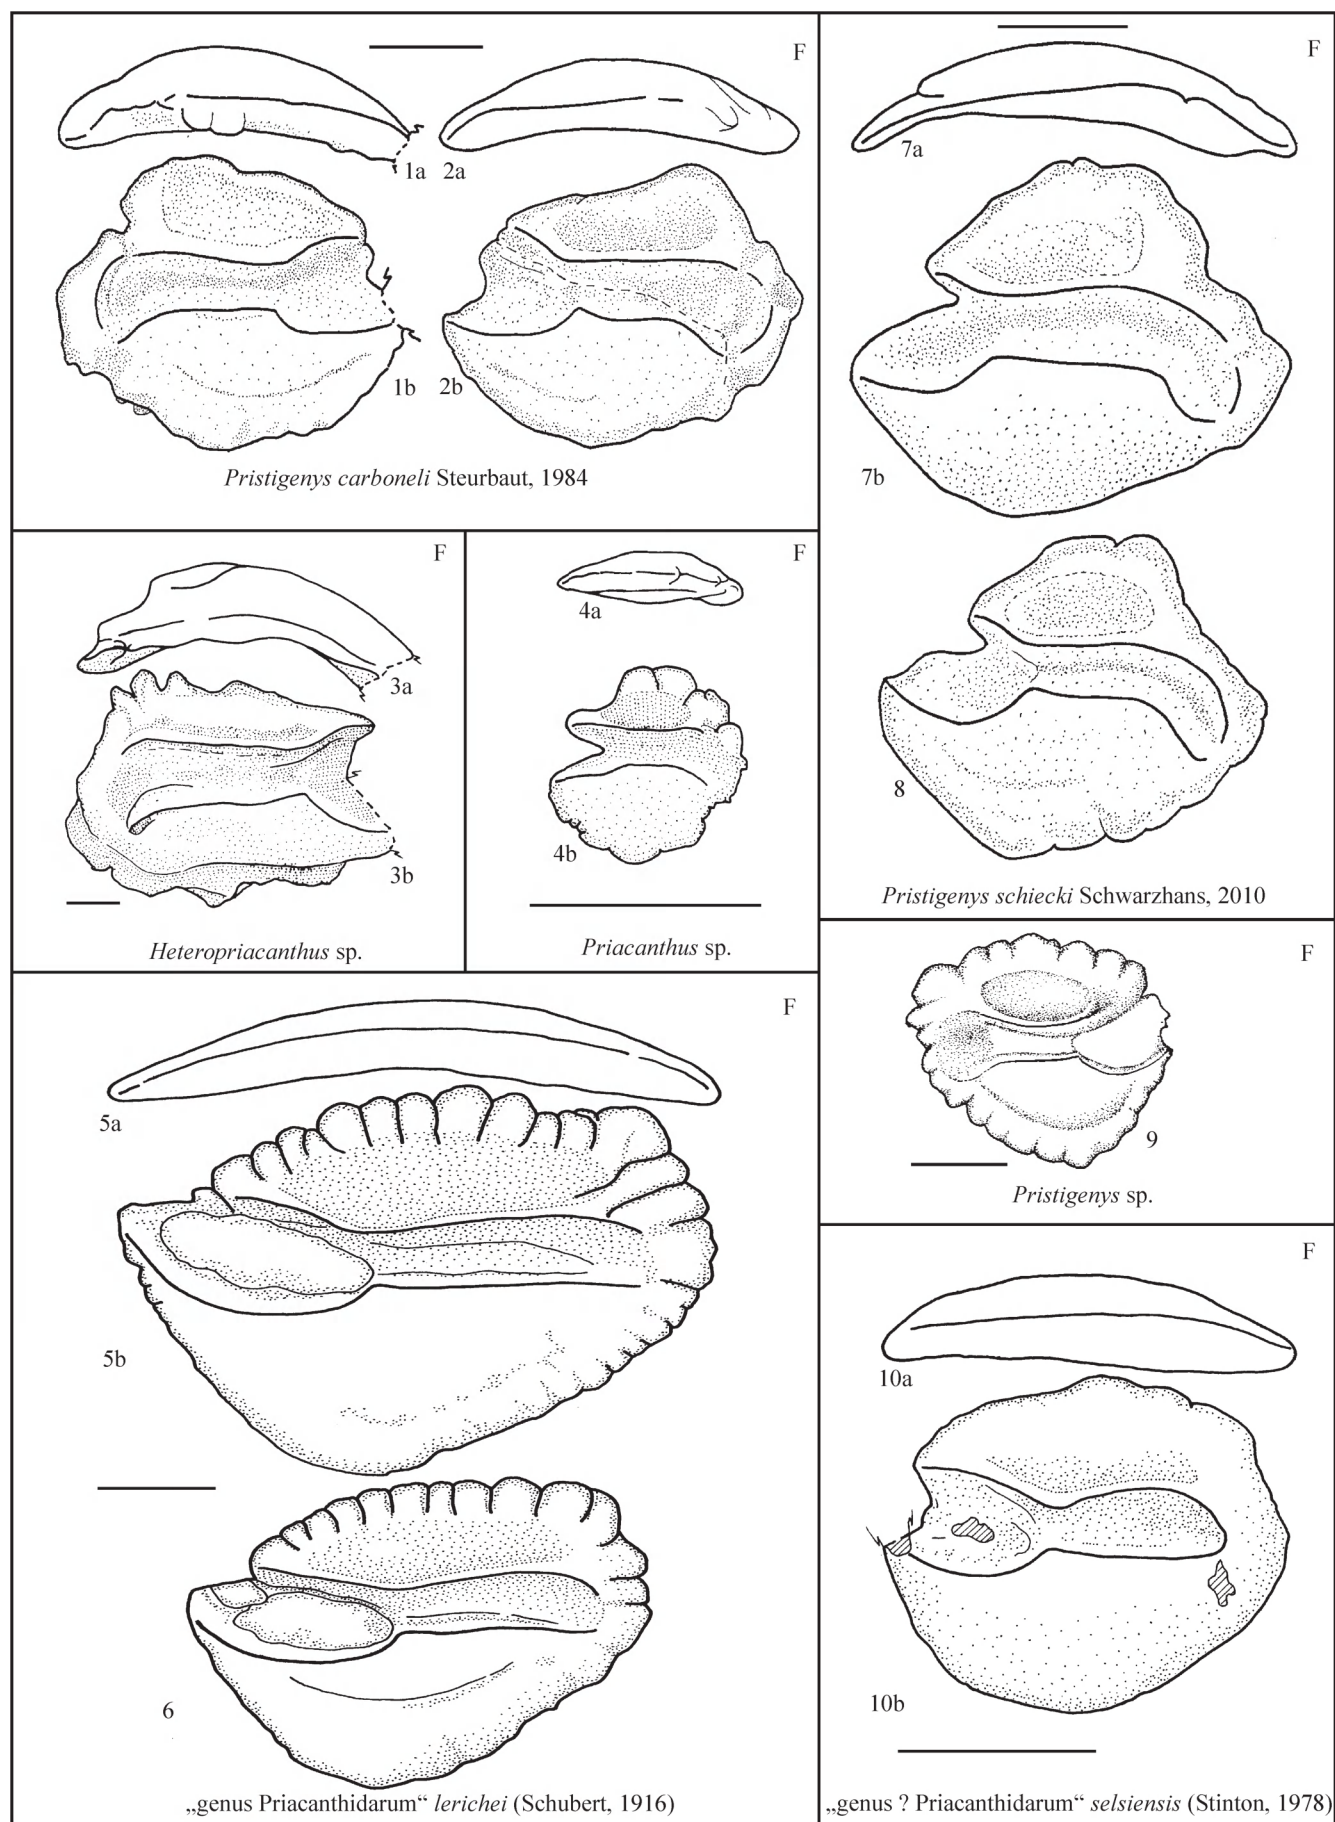 F
1a 2a
1b 2b
Pristigenys carboneli Steurbaut, 1984
F
7a
7b
8
Pristigenys schiecki Schwarzhans, 2010
F
3a
3b
Heteropriacanthus sp.
F
4a
4b
Priacanthus sp.
F
9
Pristigenys sp.
F
5a
5b
6
„genus Priacanthidarum“ lerichei (Schubert, 1916)
F
10a
10b
„genus ? Priacanthidarum“ selsiensis (Stinton, 1978)